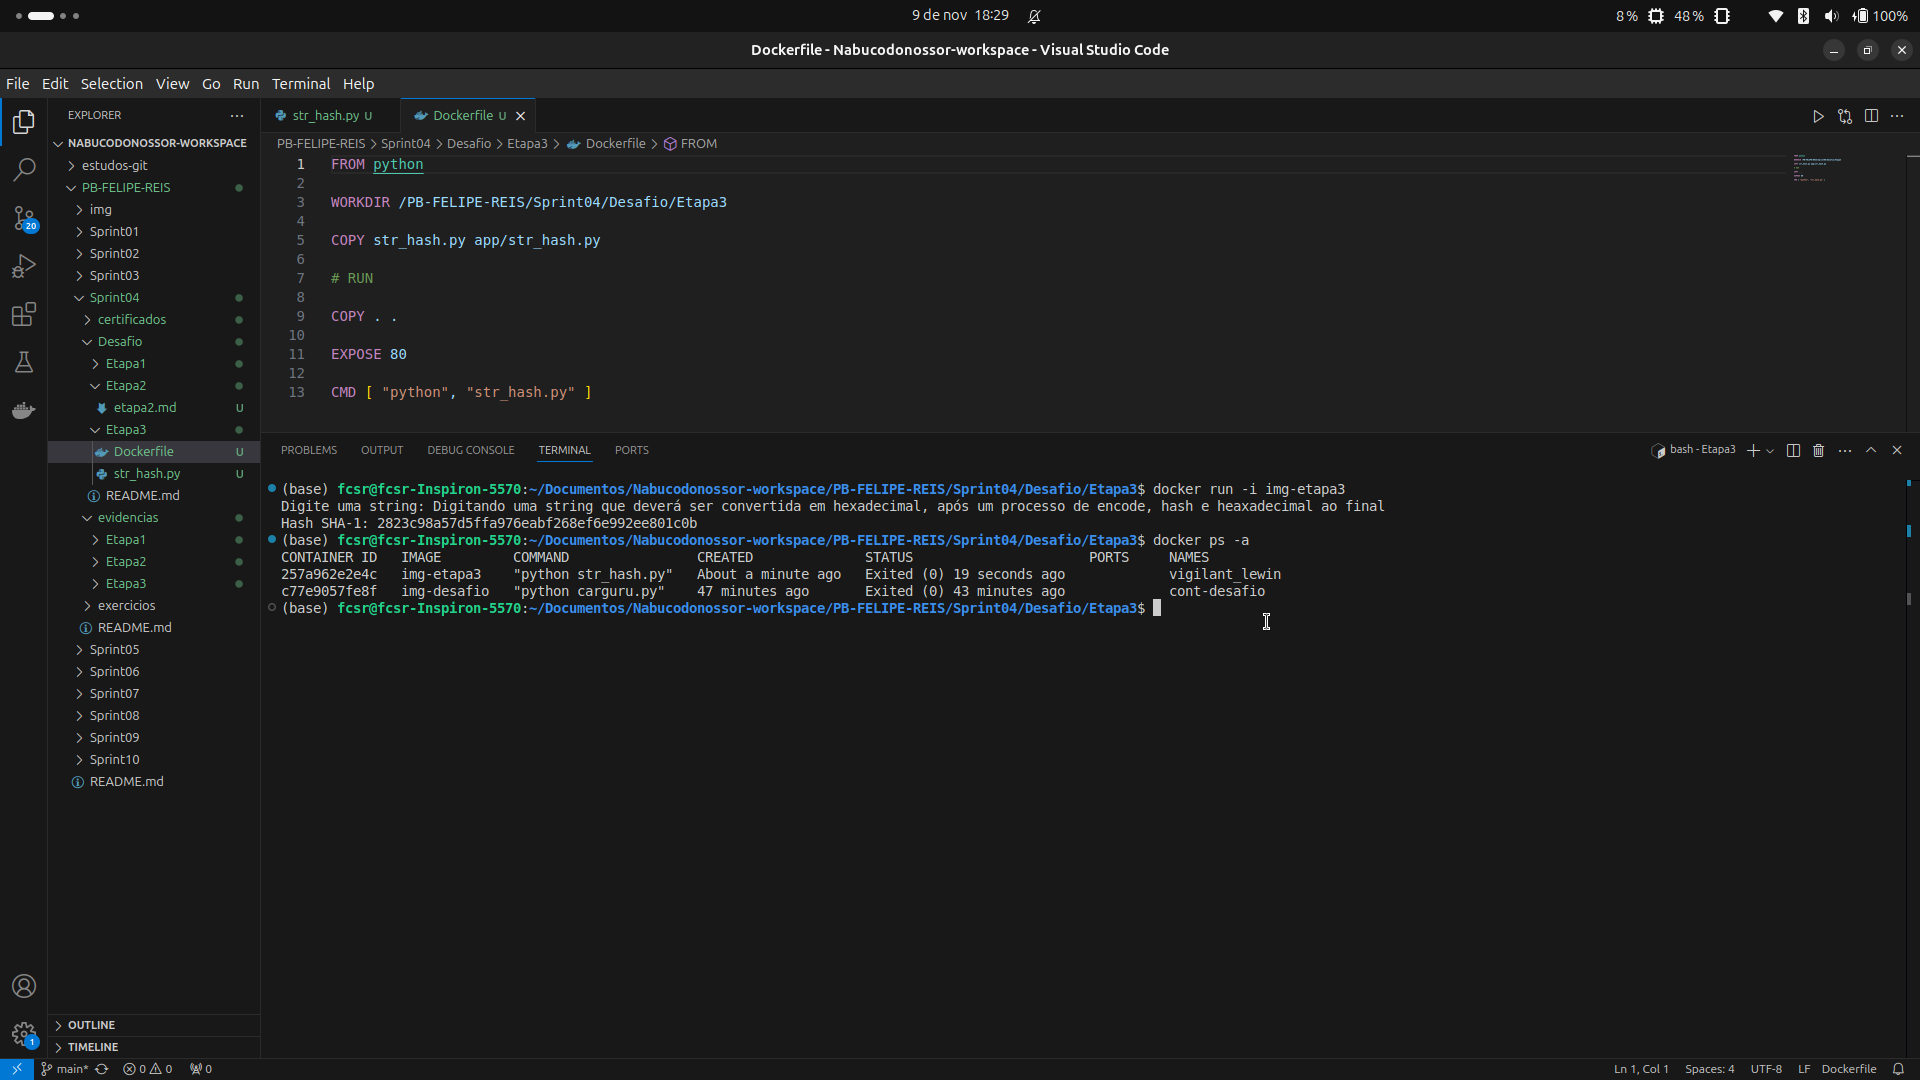 9 de nov 18:29
8% 48% 100%
Dockerfile - Nabucodonossor-workspace - Visual Studio Code
File Edit Selection View Go Run Terminal Help
EXPLORER
NABUCODONOSSOR-WORKSPACE
estudos-git
PB-FELIPE-REIS
img
Sprint01
Sprint02
Sprint03
Sprint04
certificados
Desafio
Etapa1
Etapa2
etapa2.md U
Etapa3
Dockerfile U
str_hash.py U
README.md
evidencias
Etapa1
Etapa2
Etapa3
exercicios
README.md
Sprint05
Sprint06
Sprint07
Sprint08
Sprint09
Sprint10
README.md
OUTLINE
TIMELINE
20
1
str_hash.py U Dockerfile U
PB-FELIPE-REIS > Sprint04 > Desafio > Etapa3 > Dockerfile > FROM
1 FROM python
2
3 WORKDIR /PB-FELIPE-REIS/Sprint04/Desafio/Etapa3
4
5 COPY str_hash.py app/str_hash.py
6
7 # RUN
8
9 COPY . .
10
11 EXPOSE 80
12
13 CMD [ "python", "str_hash.py" ]
PROBLEMS OUTPUT DEBUG CONSOLE TERMINAL PORTS
bash - Etapa3
(base) fcsr@fcsr-Inspiron-5570:~/Documentos/Nabucodonossor-workspace/PB-FELIPE-REIS/Sprint04/Desafio/Etapa3$ docker run -i img-etapa3
Digite uma string: Digitando uma string que deverá ser convertida em hexadecimal, após um processo de encode, hash e heaxadecimal ao final
Hash SHA-1: 2823c98a57d5ffa976eabf268ef6e992ee801c0b
(base) fcsr@fcsr-Inspiron-5570:~/Documentos/Nabucodonossor-workspace/PB-FELIPE-REIS/Sprint04/Desafio/Etapa3$ docker ps -a
CONTAINER ID IMAGE COMMAND CREATED STATUS PORTS NAMES
257a962e2e4c img-etapa3 "python str_hash.py" About a minute ago Exited (0) 19 seconds ago vigilant_lewin
c77e9057fe8f img-desafio "python carguru.py" 47 minutes ago Exited (0) 43 minutes ago cont-desafio
(base) fcsr@fcsr-Inspiron-5570:~/Documentos/Nabucodonossor-workspace/PB-FELIPE-REIS/Sprint04/Desafio/Etapa3$
main* 0 0 0
Ln 1, Col 1 Spaces: 4 UTF-8 LF Dockerfile